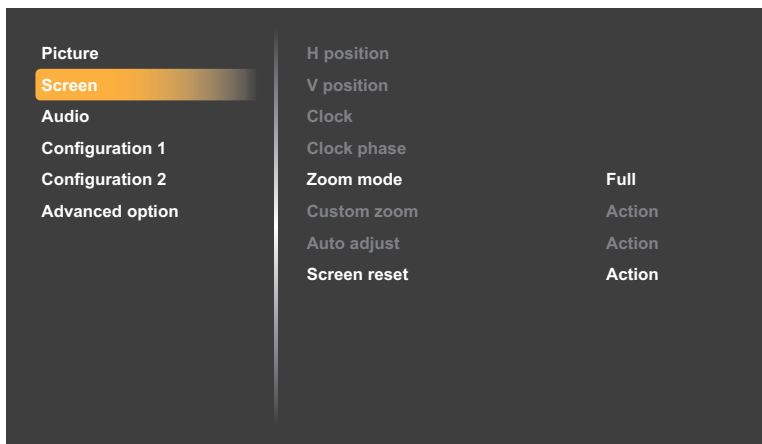 Picture
Screen
Audio
Configuration 1
Configuration 2
Advanced option
H position
V position
Clock
Clock phase
Zoom mode Full
Custom zoom Action
Auto adjust Action
Screen reset Action